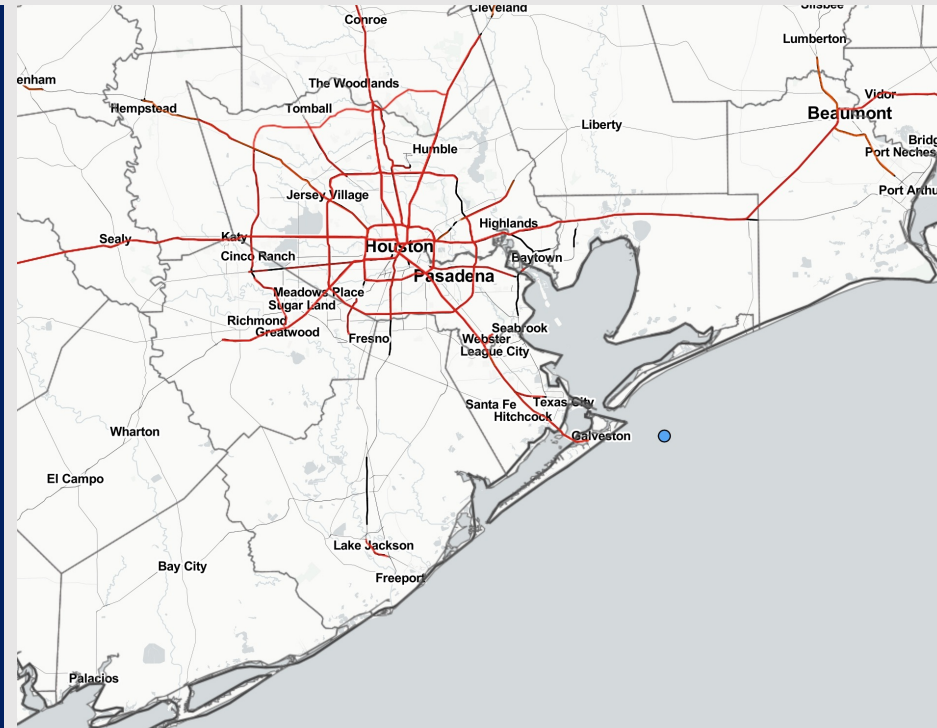 Cleveland
Conroe
Silsbee
Lumberton
enham
The Woodlands
Vidor
Hempstead
Tomball
Beaumont
Liberty
Bridg
Humble
Port Neches
Port Arthu
Jersey Village
Highlands
Sealy
Katy
Houston
Cinco Ranch
Baytown
Pasadena
Meadows Place
Sugar Land
Richmond
Greatwood
Seabrook
Fresno
Webster
League City
Santa Fe
Texas City
Hitchcock
Wharton
Galveston
El Campo
Lake Jackson
Bay City
Freeport
Palacios